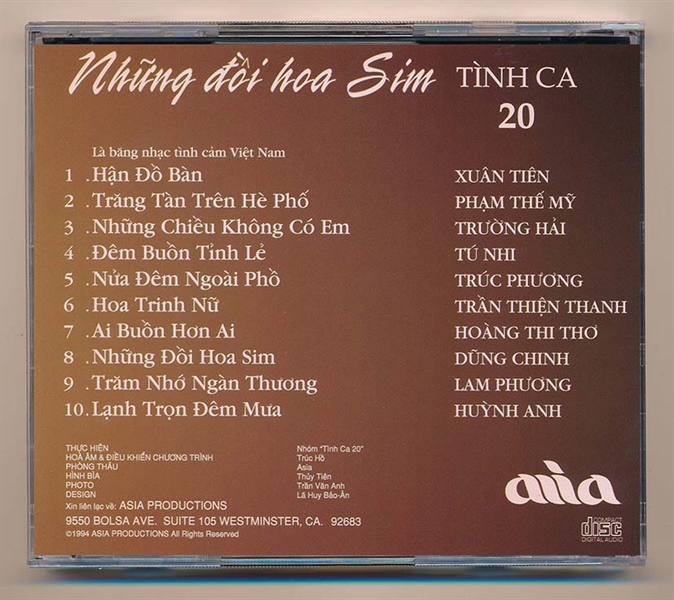 Những đồi hoa Sim TÌNH CA
20
Là băng nhạc tình cảm Việt Nam
1 . Hận Đồ Bàn XUÂN TIÊN
2 . Trăng Tàn Trên Hè Phố PHẠM THẾ MỸ
3 . Những Chiều Không Có Em TRƯỜNG HẢI
4 . Đêm Buồn Tỉnh Lẻ TÚ NHI
5 . Nửa Đêm Ngoài Phồ TRÚC PHƯƠNG
6 . Hoa Trinh Nữ TRẦN THIỆN THANH
7 . Ai Buồn Hơn Ai HOÀNG THI THƠ
8 . Những Đồi Hoa Sim DŨNG CHINH
9 . Trăm Nhớ Ngàn Thương LAM PHƯƠNG
10. Lạnh Trọn Đêm Mưa HUỲNH ANH
THỰC HIỆN Nhóm "Tình Ca 20"
HOÀ ÂM & ĐIỀU KHIỂN CHƯƠNG TRÌNH Trúc Hồ
PHÒNG THÂU Asia
HÌNH BÌA Thủy Tiên
PHOTO Trần Văn Anh
DESIGN Lã Huy Bảo-Ân
Xin liên lạc về: ASIA PRODUCTIONS
9550 BOLSA AVE. SUITE 105 WESTMINSTER, CA. 92683
©1994 ASIA PRODUCTIONS All Rights Reserved
asia
COMPACT
disc
DIGITAL AUDIO